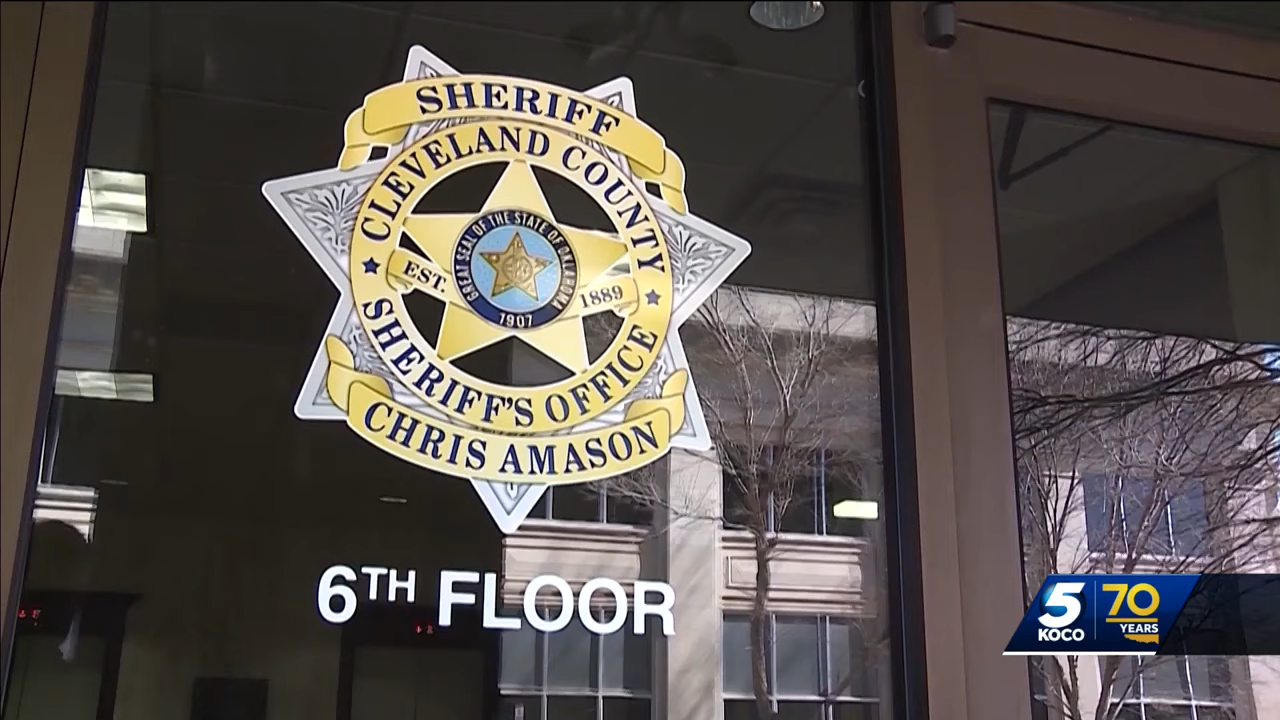 SHERIFF
CLEVELAND COUNTY
GREAT SEAL OF THE STATE OF OKLAHOMA
EST. 1889
1907
SHERIFF'S OFFICE
CHRIS AMASON
6TH FLOOR
5 70
KOCO YEARS